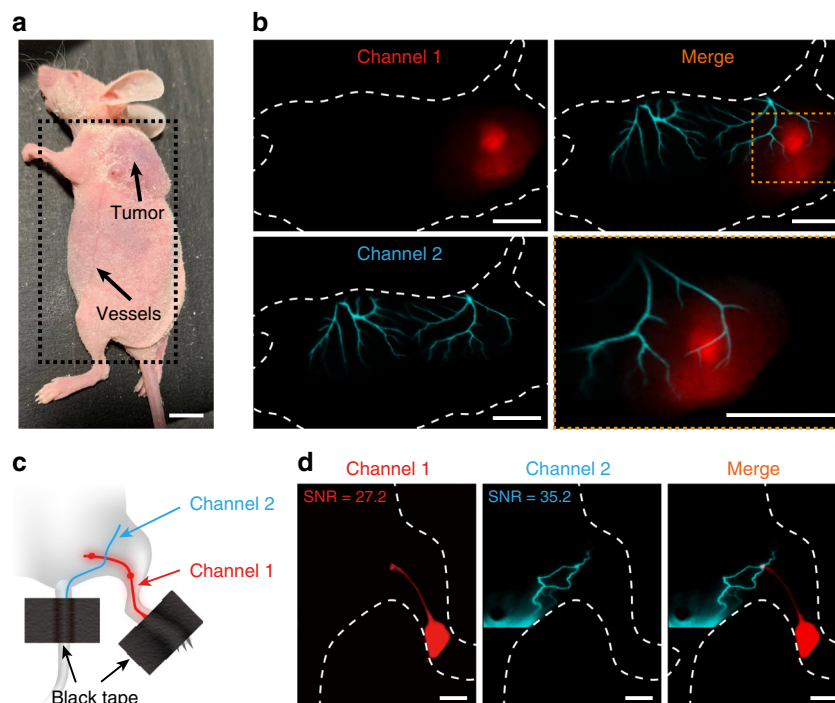 a
Tumor
Vessels
b
Channel 1
Merge
Channel 2
c
Channel 2
Channel 1
Black tape
d
Channel 1
Channel 2
Merge
SNR = 27.2
SNR = 35.2